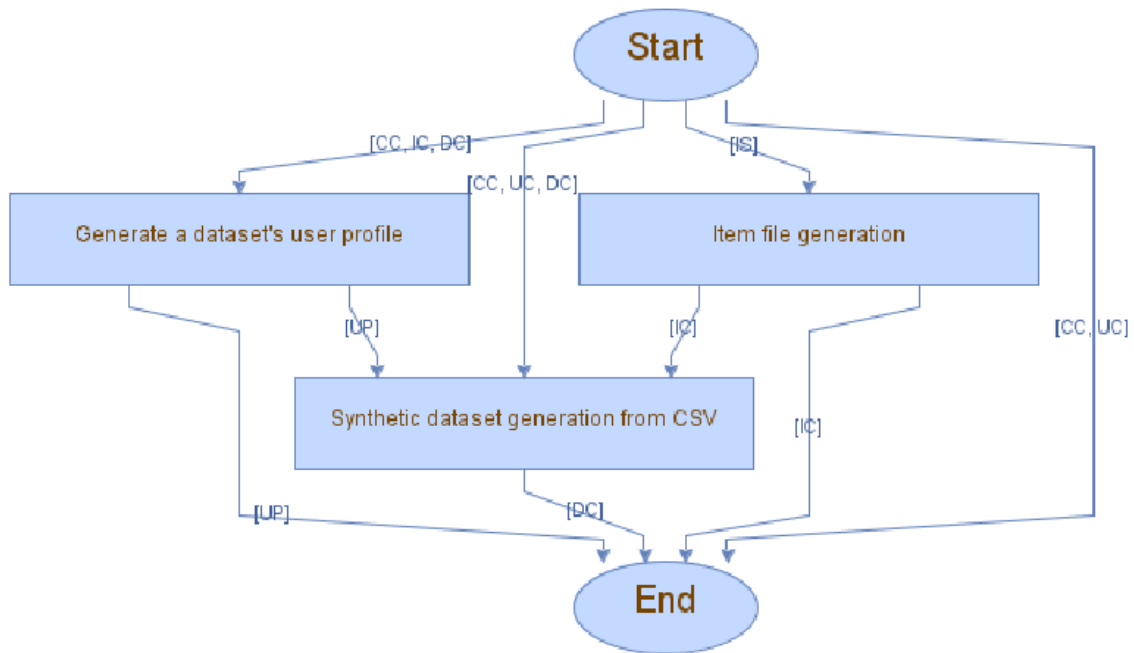 Start
[CC, IC, DC]
[IS]
[CC, UC, DC]
Generate a dataset's user profile
Item file generation
[UP]
[IC]
[CC, UC]
Synthetic dataset generation from CSV
[IC]
[UP]
[DC]
End